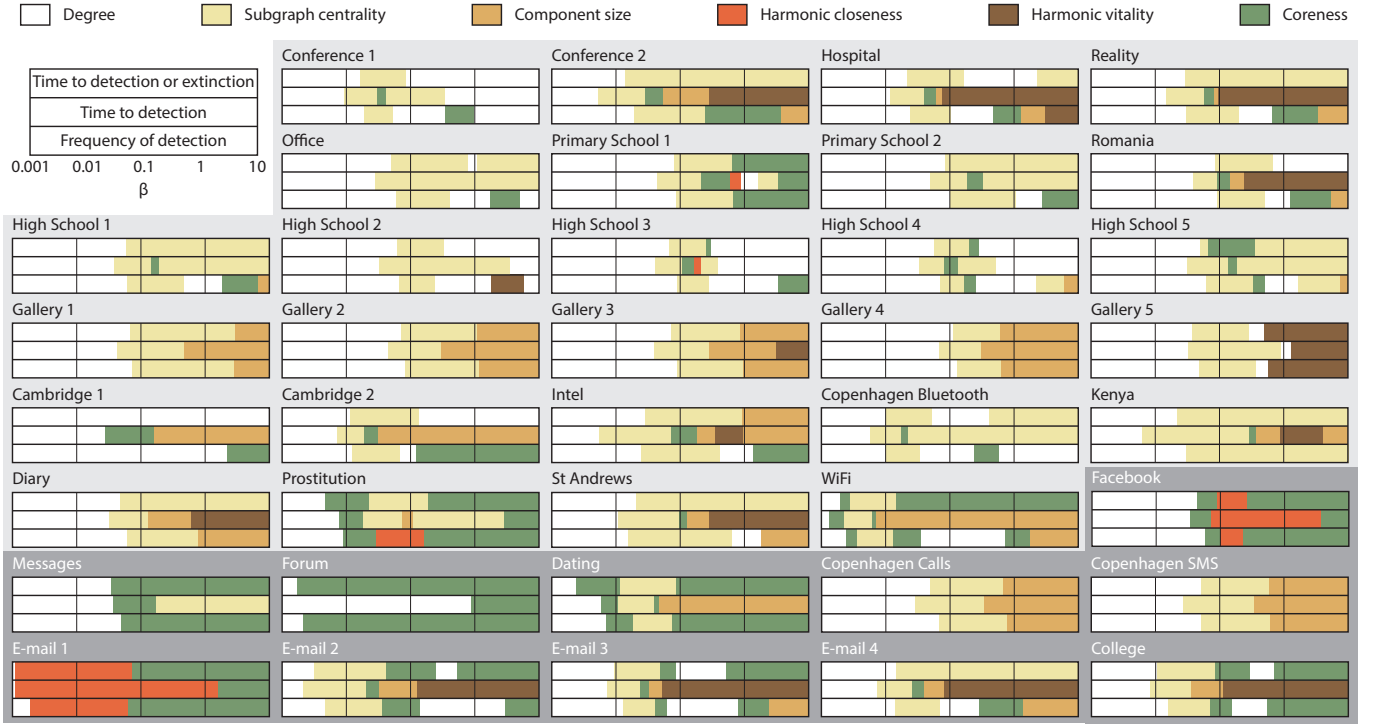 Degree Subgraph centrality Component size Harmonic closeness Harmonic vitality Coreness
Conference 1 Conference 2 Hospital Reality
Time to detection or extinction
Time to detection
Frequency of detection
0.001 0.01 0.1 1 10
β
Office Primary School 1 Primary School 2 Romania
High School 1 High School 2 High School 3 High School 4 High School 5
Gallery 1 Gallery 2 Gallery 3 Gallery 4 Gallery 5
Cambridge 1 Cambridge 2 Intel Copenhagen Bluetooth Kenya
Diary Prostitution St Andrews WiFi Facebook
Messages Forum Dating Copenhagen Calls Copenhagen SMS
E-mail 1 E-mail 2 E-mail 3 E-mail 4 College